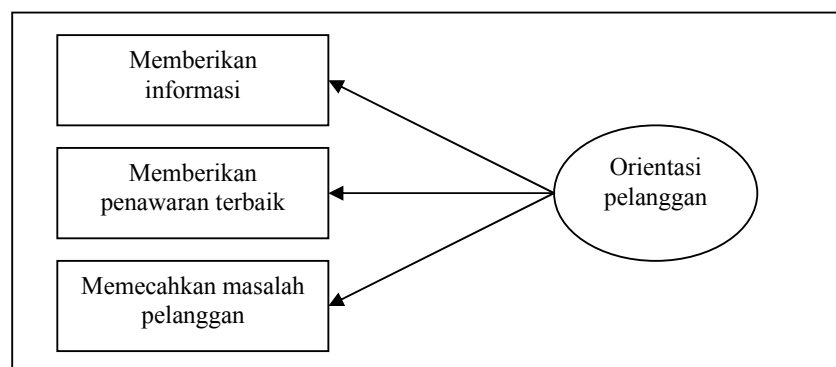 Memberikan
informasi
Memberikan
penawaran terbaik
Memecahkan masalah
pelanggan
Orientasi
pelanggan